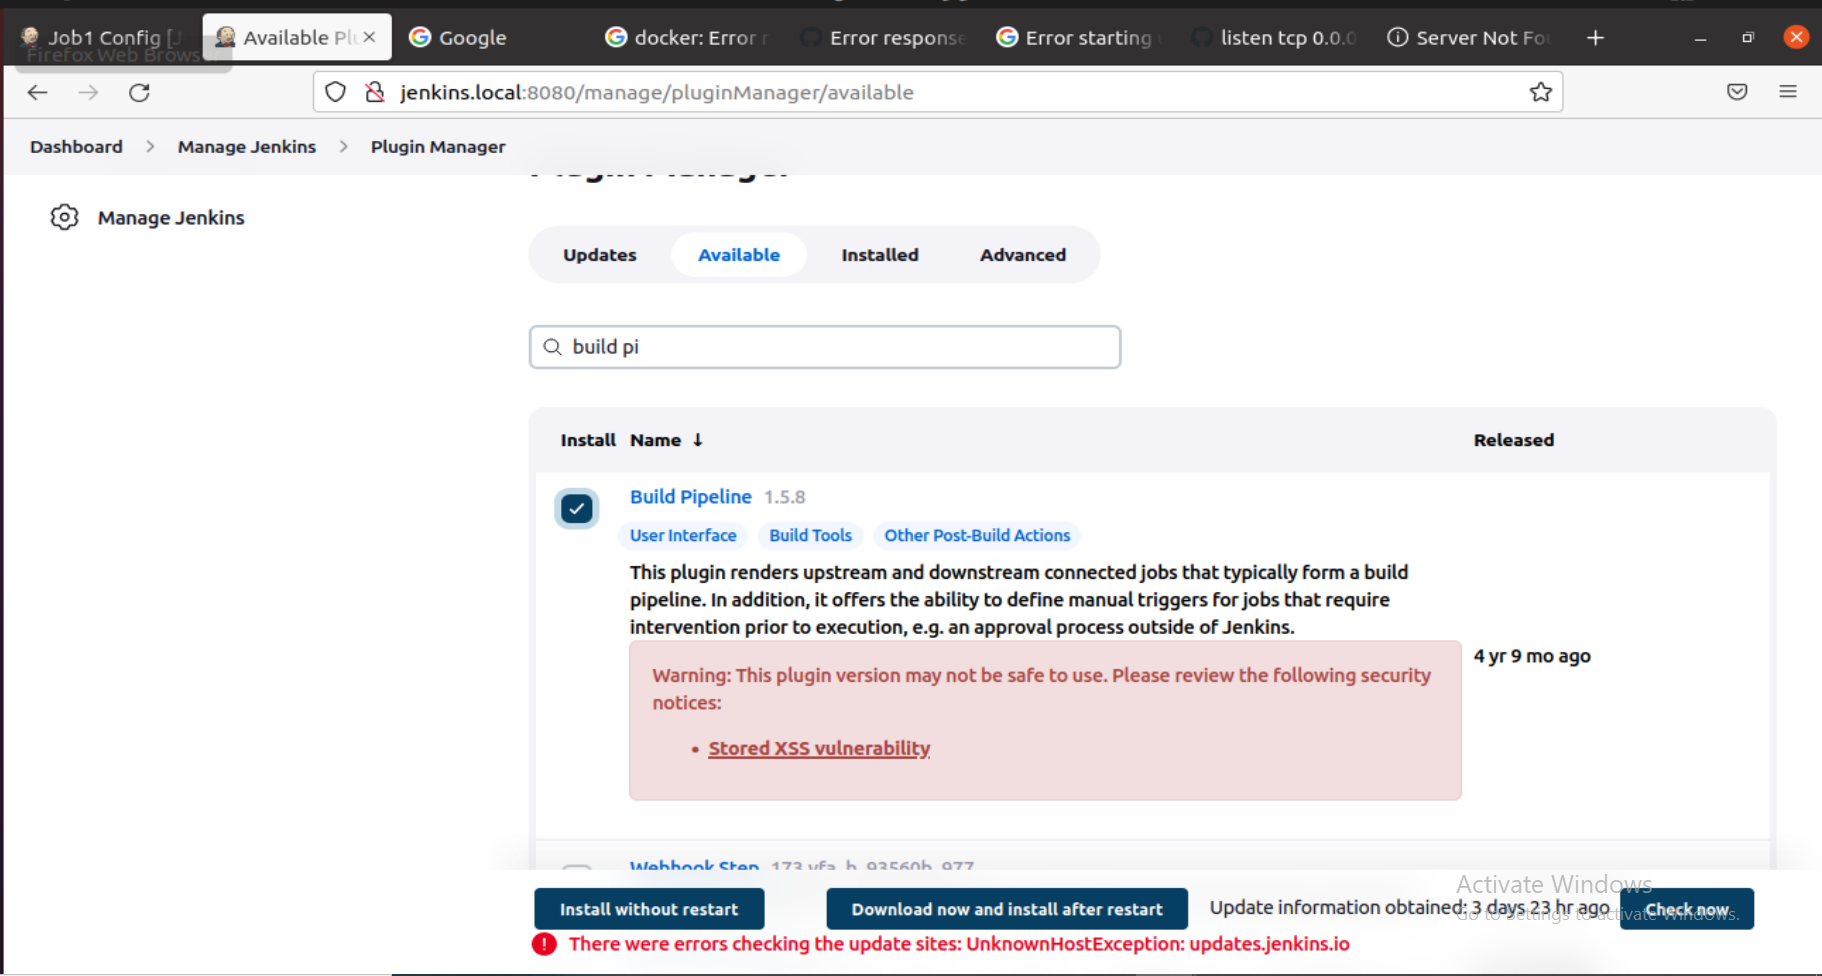 Job1 Config [J
Available Plu
Google
docker: Error r
Error response
Error starting
listen tcp 0.0.0
Server Not Fou
Firefox Web Browser
jenkins.local:8080/manage/pluginManager/available
Dashboard > Manage Jenkins > Plugin Manager
Plugin Manager
Manage Jenkins
Updates Available Installed Advanced
build pi
Install Name ↓ Released
Build Pipeline 1.5.8
User Interface Build Tools Other Post-Build Actions
This plugin renders upstream and downstream connected jobs that typically form a build
pipeline. In addition, it offers the ability to define manual triggers for jobs that require
intervention prior to execution, e.g. an approval process outside of Jenkins.
4 yr 9 mo ago
Warning: This plugin version may not be safe to use. Please review the following security
notices:
• Stored XSS vulnerability
Webhook Step
Activate Windows
Go to Settings to activate Windows.
Install without restart Download now and install after restart Update information obtained: 3 days 23 hr ago Check now
There were errors checking the update sites: UnknownHostException: updates.jenkins.io